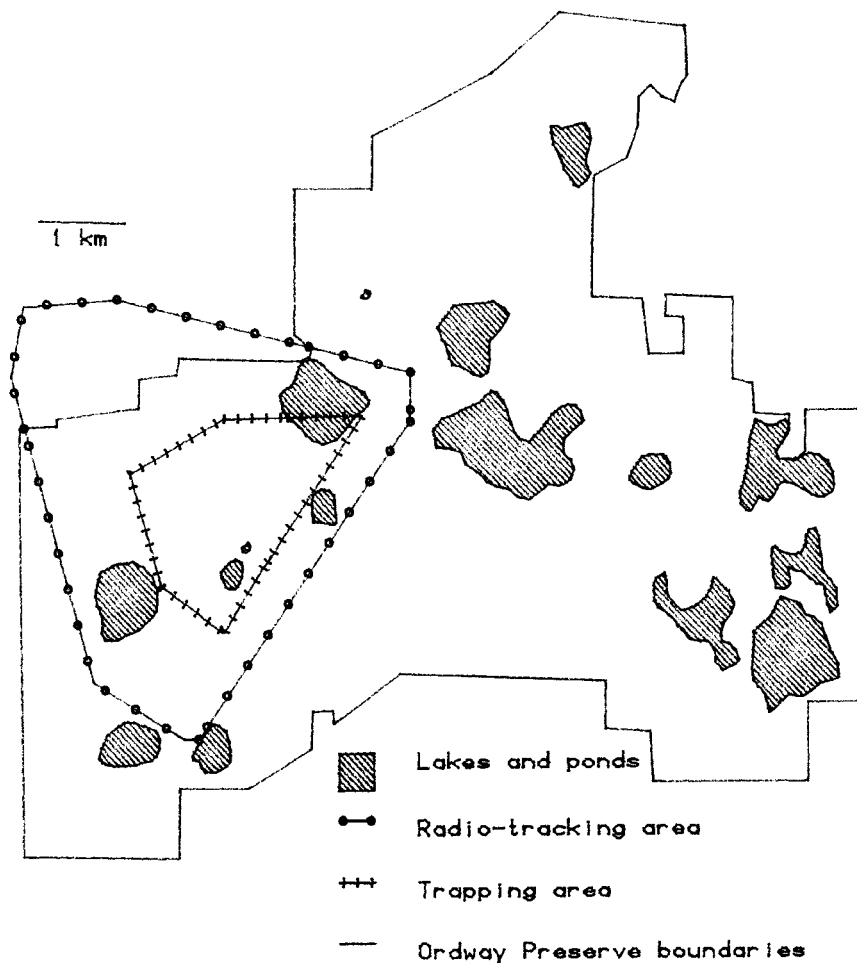 1 km
Lakes and ponds
Radio-tracking area
Trapping area
Ordway Preserve boundaries